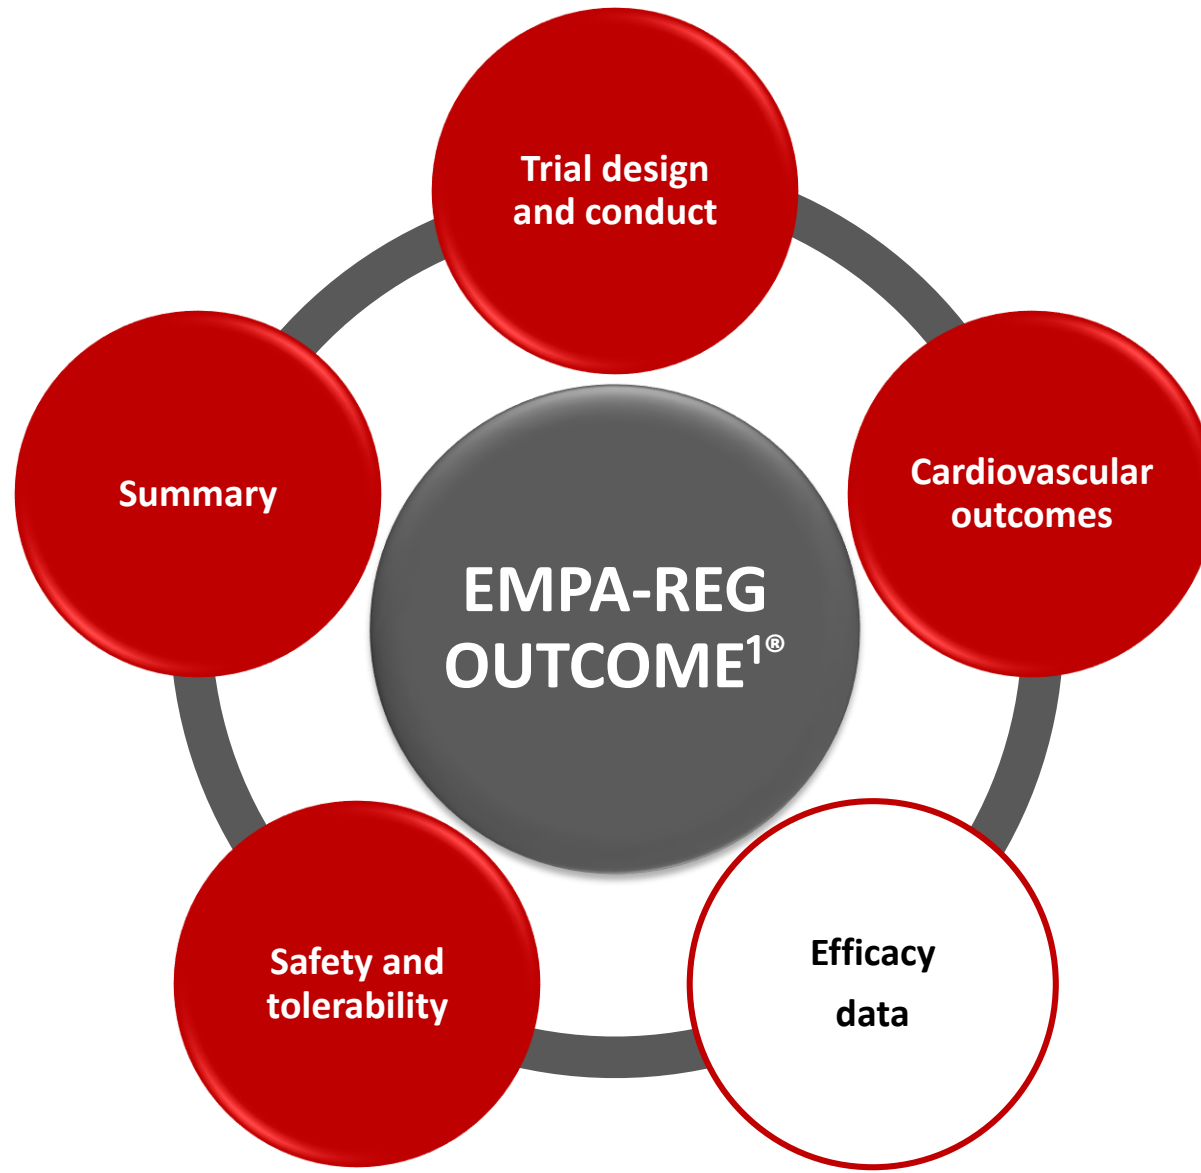 Trial design
and conduct
Cardiovascular
outcomes
Summary
EMPA-REG
OUTCOME¹®
Efficacy
data
Safety and
tolerability